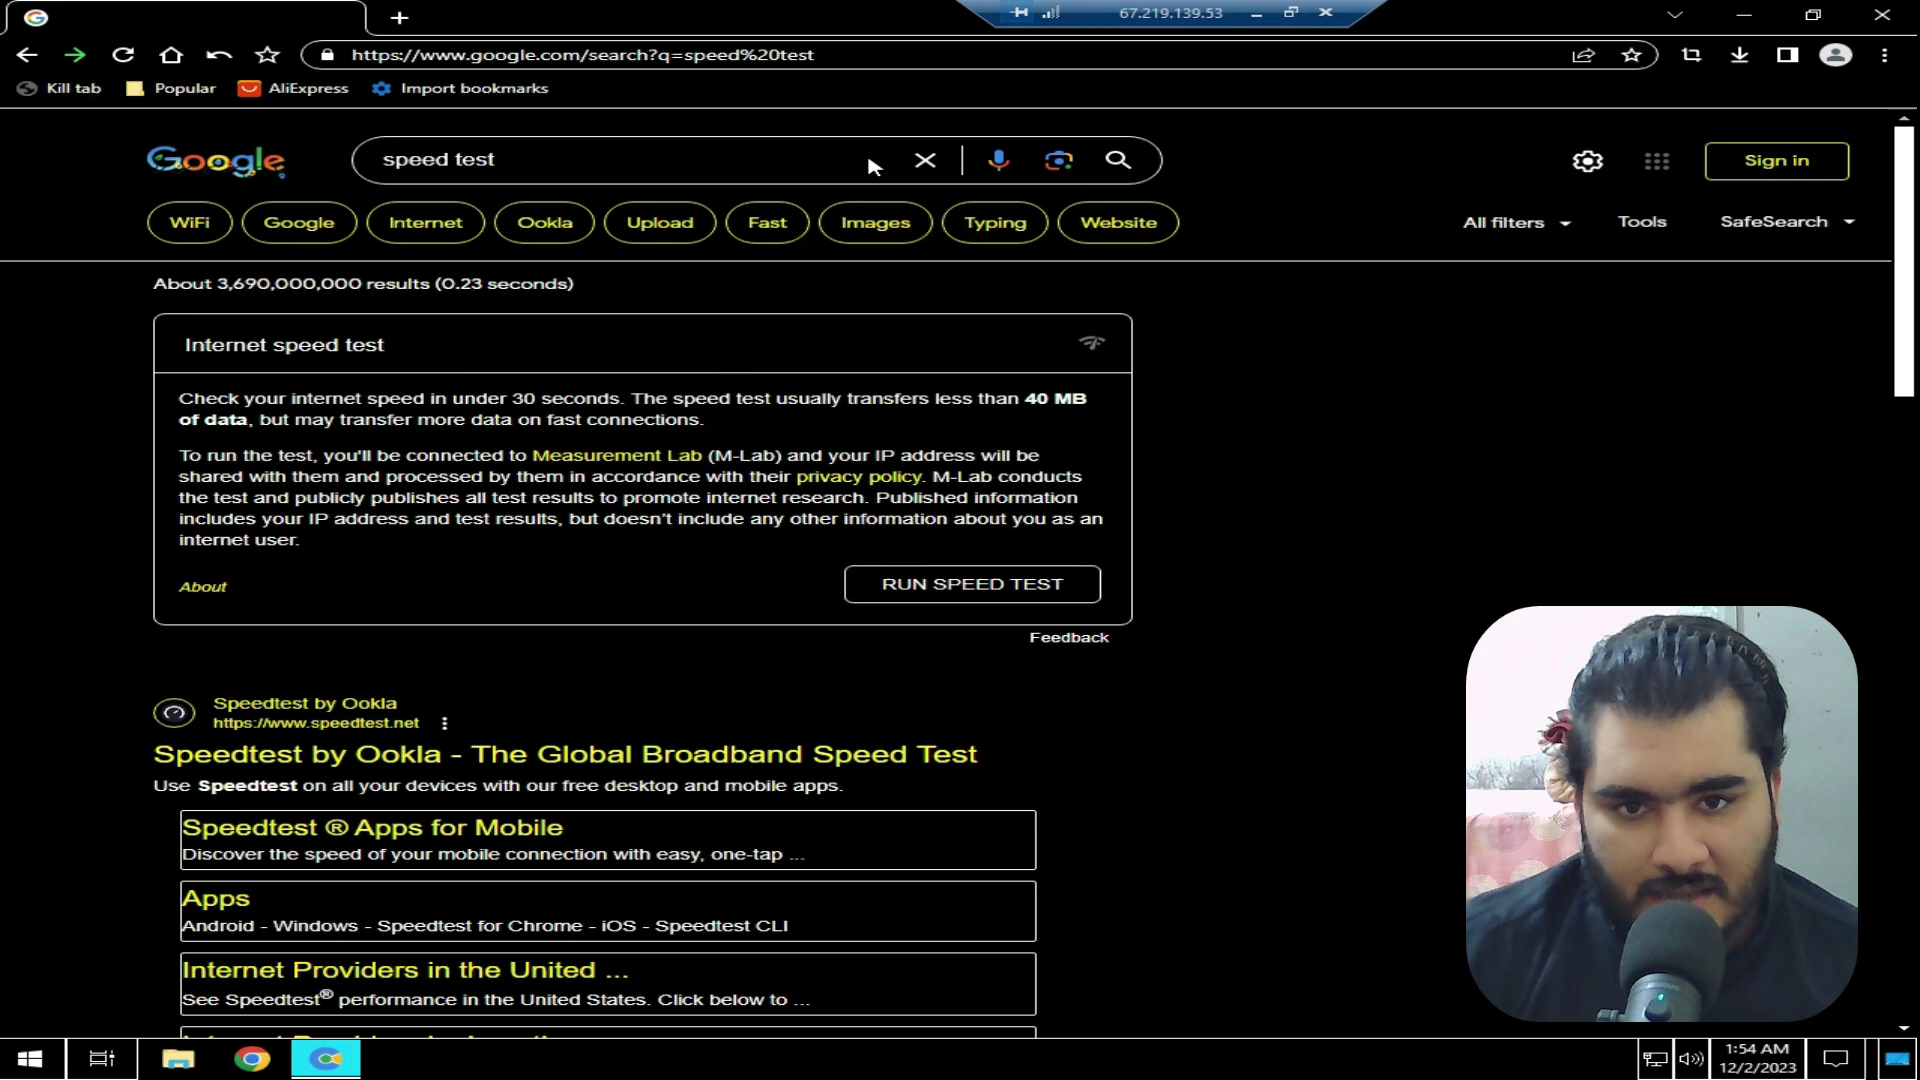 67.219.139.53
https://www.google.com/search?q=speed%20test
Kill tab
Popular
AliExpress
Import bookmarks
Google
speed test
Sign in
WiFi
Google
Internet
Ookla
Upload
Fast
Images
Typing
Website
All filters
Tools
SafeSearch
About 3,690,000,000 results (0.23 seconds)
Internet speed test
Check your internet speed in under 30 seconds. The speed test usually transfers less than 40 MB
of data, but may transfer more data on fast connections.
To run the test, you'll be connected to Measurement Lab (M-Lab) and your IP address will be
shared with them and processed by them in accordance with their privacy policy. M-Lab conducts
the test and publicly publishes all test results to promote internet research. Published information
includes your IP address and test results, but doesn't include any other information about you as an
internet user.
About
RUN SPEED TEST
Feedback
Speedtest by Ookla
https://www.speedtest.net
Speedtest by Ookla - The Global Broadband Speed Test
Use Speedtest on all your devices with our free desktop and mobile apps.
Speedtest ® Apps for Mobile
Discover the speed of your mobile connection with easy, one-tap ...
Apps
Android - Windows - Speedtest for Chrome - iOS - Speedtest CLI
Internet Providers in the United ...
See Speedtest® performance in the United States. Click below to ...
1:54 AM
12/2/2023